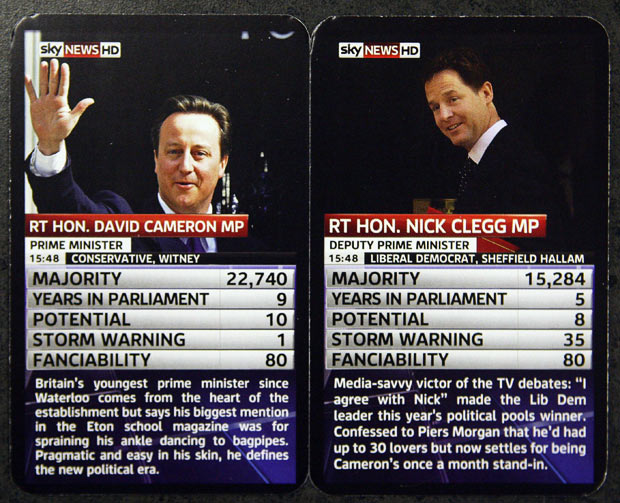 sky NEWS HD
RT HON. DAVID CAMERON MP
PRIME MINISTER
15:48 CONSERVATIVE, WITNEY
MAJORITY 22,740
YEARS IN PARLIAMENT 9
POTENTIAL 10
STORM WARNING 1
FANCIABILITY 80
Britain's youngest prime minister since
Waterloo comes from the heart of the
establishment but says his biggest mention
in the Eton school magazine was for
spraining his ankle dancing to bagpipes.
Pragmatic and easy in his skin, he defines
the new political era.
sky NEWS HD
RT HON. NICK CLEGG MP
DEPUTY PRIME MINISTER
15:48 LIBERAL DEMOCRAT, SHEFFIELD HALLAM
MAJORITY 15,284
YEARS IN PARLIAMENT 5
POTENTIAL 8
STORM WARNING 35
FANCIABILITY 80
Media-savvy victor of the TV debates: "I
agree with Nick" made the Lib Dem
leader this year's political pools winner.
Confessed to Piers Morgan that he'd had
up to 30 lovers but now settles for being
Cameron's once a month stand-in.